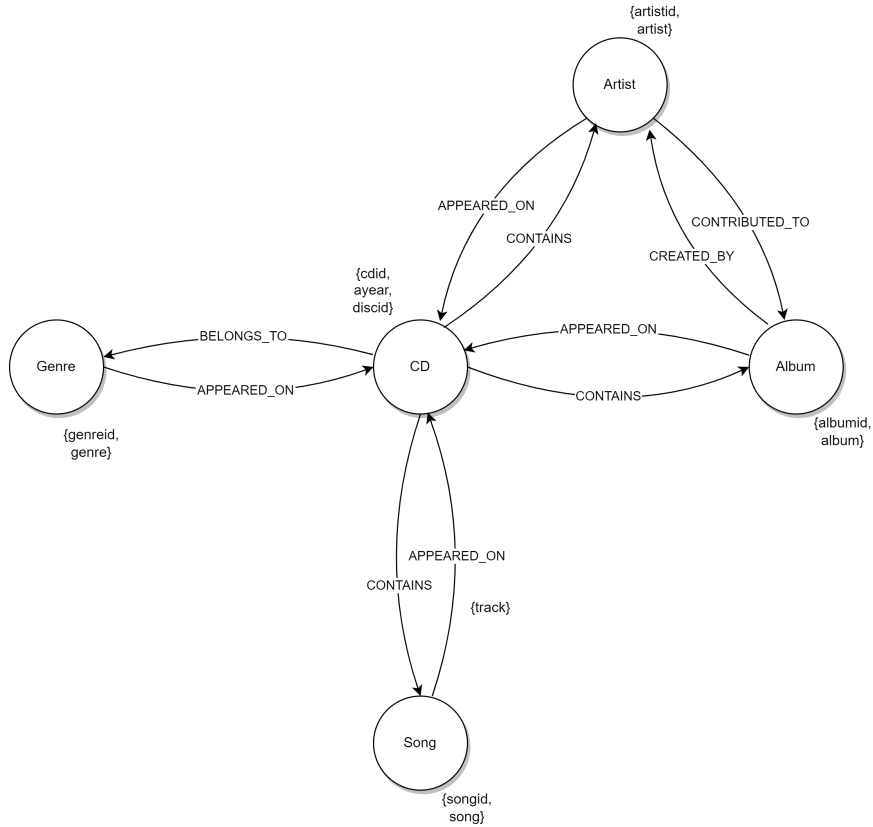 {artistid,
artist}
Artist
APPEARED_ON
CONTAINS
CONTRIBUTED_TO
CREATED_BY
{cdid,
ayear,
discid}
BELONGS_TO
APPEARED_ON
Genre
CD
Album
APPEARED_ON
CONTAINS
{genreid,
genre}
{albumid,
album}
APPEARED_ON
CONTAINS
{track}
Song
{songid,
song}